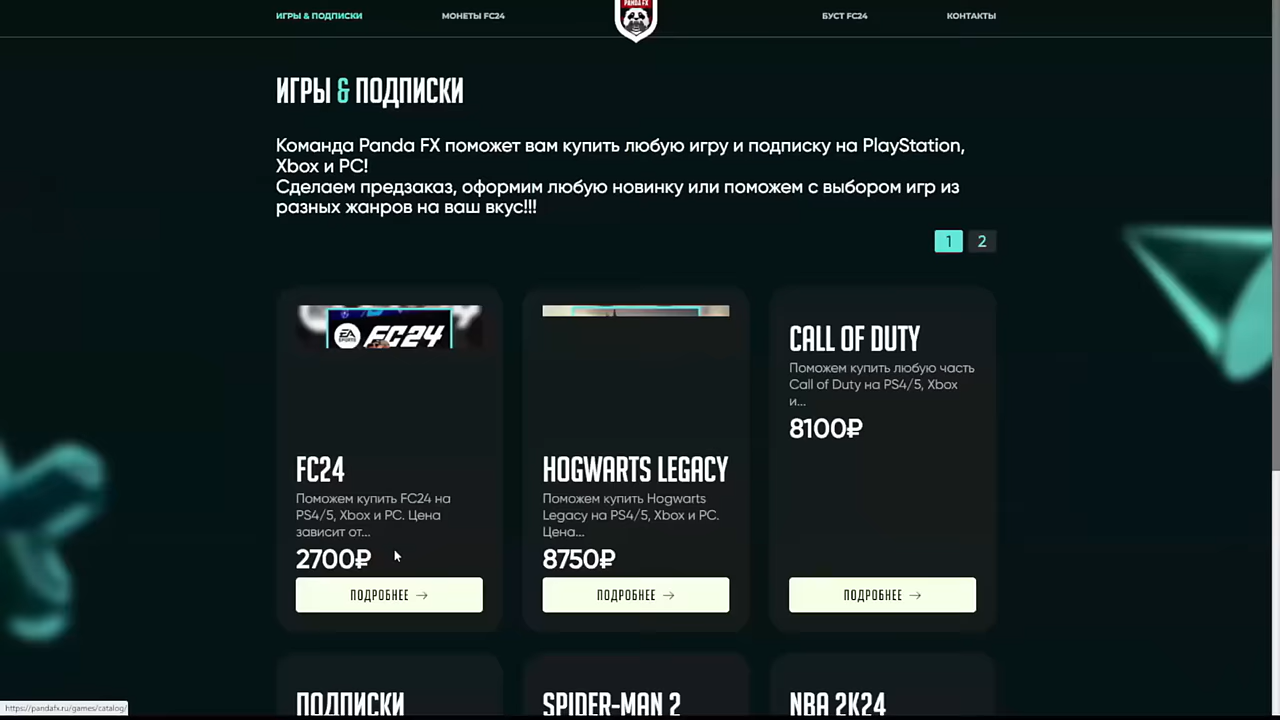 ИГРЫ & ПОДПИСКИ
МОНЕТЫ FC24
PANDA FX
БУСТ FC24
КОНТАКТЫ
ИГРЫ & ПОДПИСКИ
Команда Panda FX поможет вам купить любую игру и подписку на PlayStation,
Xbox и PC!
Сделаем предзаказ, оформим любую новинку или поможем с выбором игр из
разных жанров на ваш вкус!!!
1
2
EA
SPORTS
FC24
FC24
Поможем купить FC24 на
PS4/5, Xbox и PC. Цена
зависит от...
2700₽
ПОДРОБНЕЕ →
HOGWARTS LEGACY
Поможем купить Hogwarts
Legacy на PS4/5, Xbox и PC.
Цена...
8750₽
ПОДРОБНЕЕ →
CALL OF DUTY
Поможем купить любую часть
Call of Duty на PS4/5, Xbox
и...
8100₽
ПОДРОБНЕЕ →
ПОДПИСКИ
SPIDER-MAN 2
NBA 2K24
https://pandafx.ru/games/catalog/